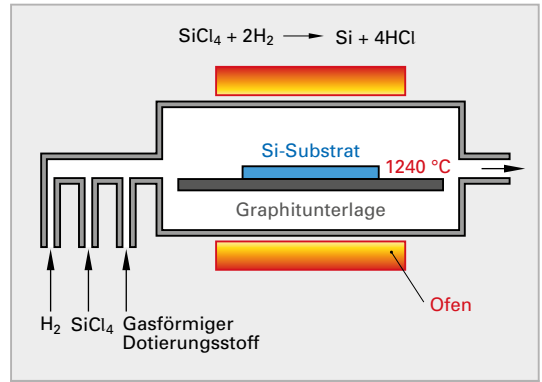 SiCl₄ + 2H₂ ⟶ Si + 4HCl
Si-Substrat
1240 °C
Graphitunterlage
Ofen
H₂ SiCl₄ Gasförmiger
Dotierungsstoff